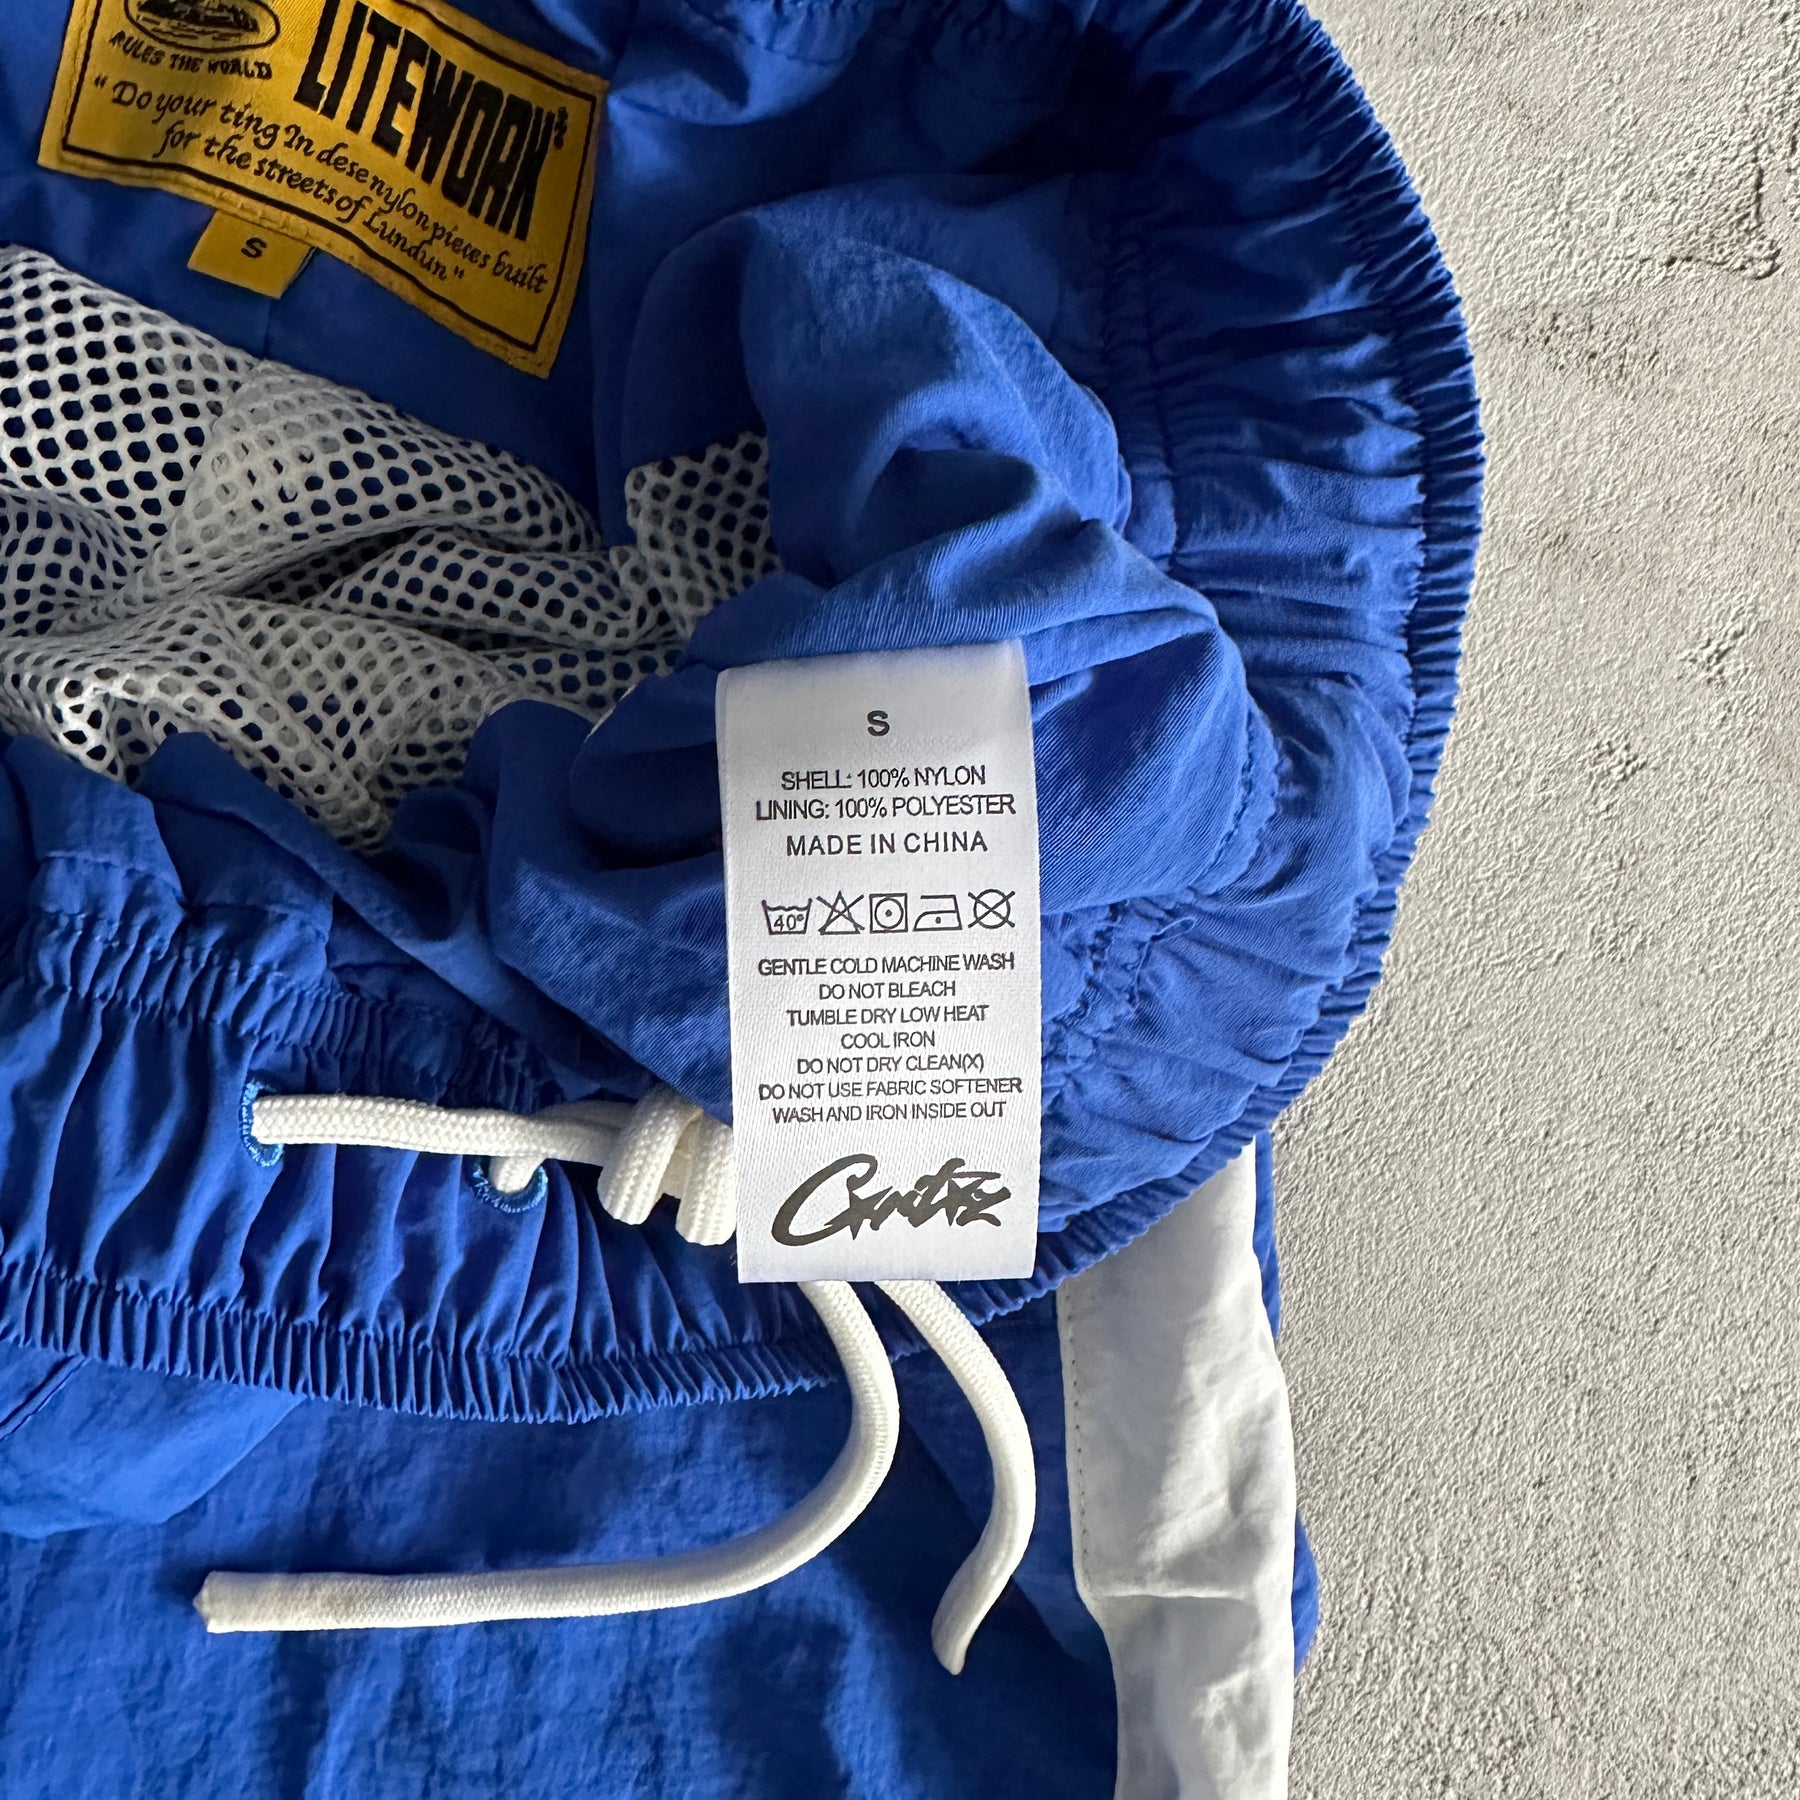 RULES THE WORLD
LITEWORK
"Do your ting In dese nylon pieces built
for the streets of Lundun"
S
S
SHELL: 100% NYLON
LINING: 100% POLYESTER
MADE IN CHINA
40°
GENTLE COLD MACHINE WASH
DO NOT BLEACH
TUMBLE DRY LOW HEAT
COOL IRON
DO NOT DRY CLEAN(X)
DO NOT USE FABRIC SOFTENER
WASH AND IRON INSIDE OUT
Crtz